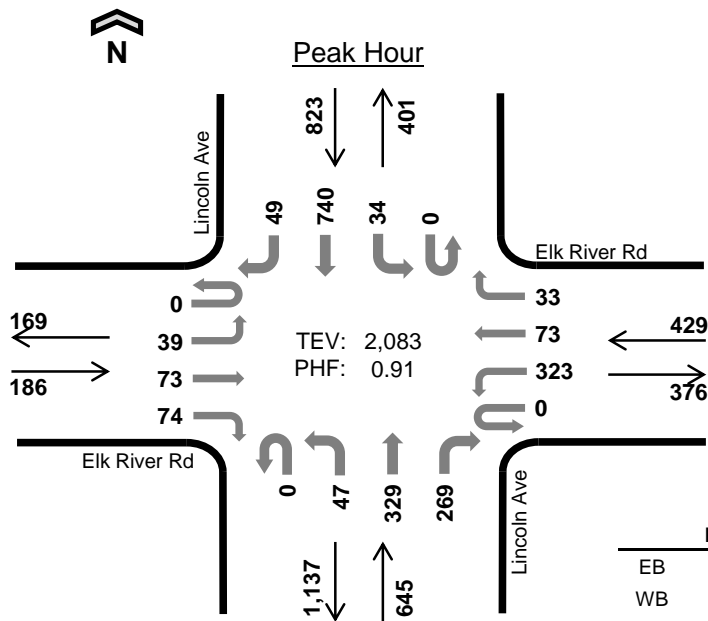 N
Peak Hour
Lincoln Ave
823
401
49
740
34
0
Elk River Rd
0
33
169
39
TEV: 2,083
73
429
186
73
PHF: 0.91
323
376
74
0
Elk River Rd
0
47
329
269
Lincoln Ave
1,137
645
EB
WB